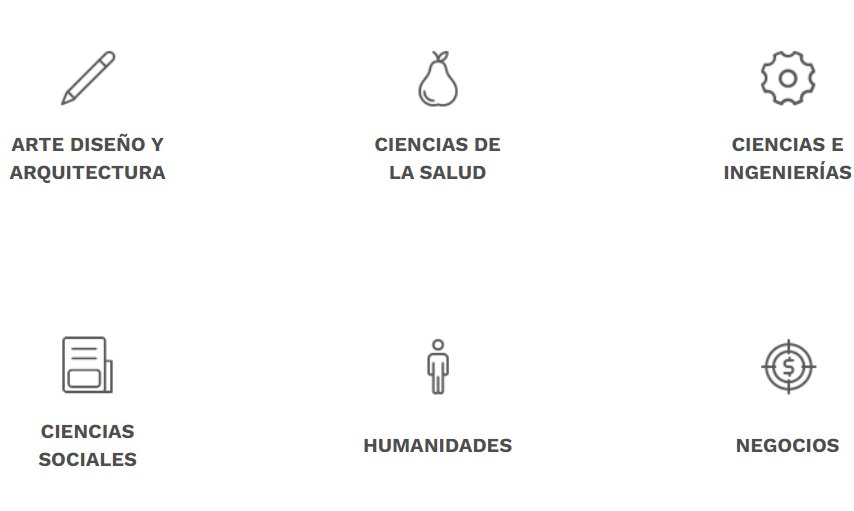 ARTE DISEÑO Y
ARQUITECTURA
CIENCIAS DE
LA SALUD
CIENCIAS E
INGENIERÍAS
CIENCIAS
SOCIALES
HUMANIDADES
$
NEGOCIOS